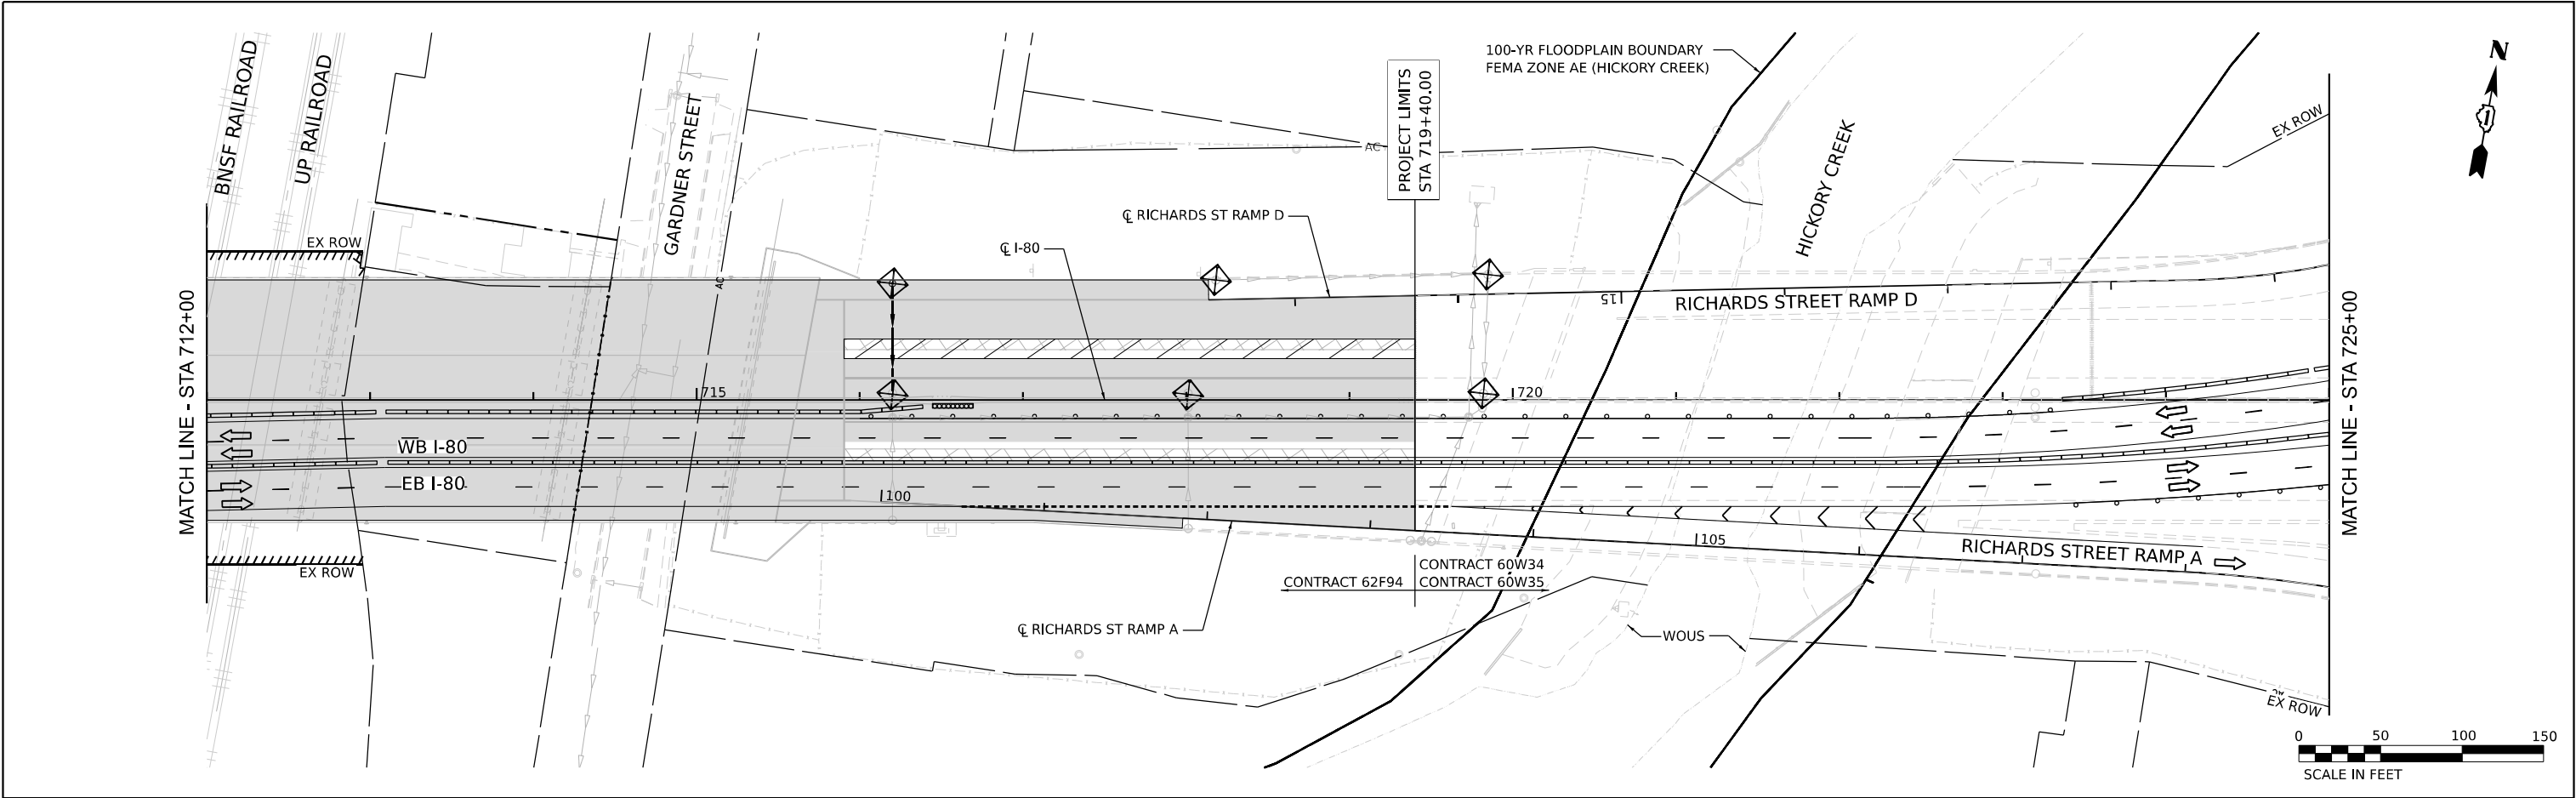 BNSF RAILROAD
UP RAILROAD
GARDNER STREET
100-YR FLOODPLAIN BOUNDARY
FEMA ZONE AE (HICKORY CREEK)
PROJECT LIMITS
STA 719+40.00
HICKORY CREEK
EX ROW
N
1
AC
℄ RICHARDS ST RAMP D
℄ I-80
EX ROW
AC
15
RICHARDS STREET RAMP D
MATCH LINE - STA 712+00
MATCH LINE - STA 725+00
715
720
WB I-80
EB I-80
100
105
RICHARDS STREET RAMP A
EX ROW
CONTRACT 62F94
CONTRACT 60W34
CONTRACT 60W35
℄ RICHARDS ST RAMP A
WOUS
EX ROW
0 50 100 150
SCALE IN FEET